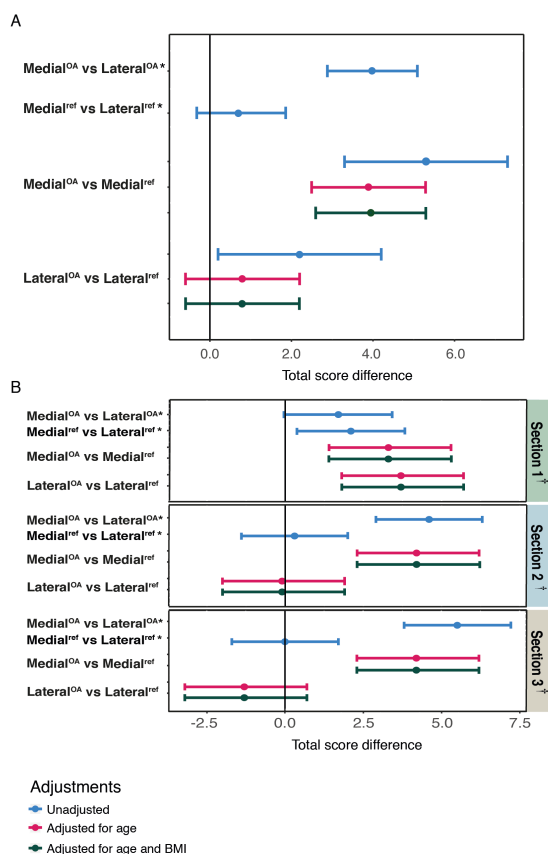 A
Medial^OA vs Lateral^OA *
Medial^ref vs Lateral^ref *
Medial^OA vs Medial^ref
Lateral^OA vs Lateral^ref
0.0 2.0 4.0 6.0
Total score difference
B
Medial^OA vs Lateral^OA*
Medial^ref vs Lateral^ref *
Medial^OA vs Medial^ref
Lateral^OA vs Lateral^ref
Section 1 †
Medial^OA vs Lateral^OA*
Medial^ref vs Lateral^ref *
Medial^OA vs Medial^ref
Lateral^OA vs Lateral^ref
Section 2 †
Medial^OA vs Lateral^OA*
Medial^ref vs Lateral^ref *
Medial^OA vs Medial^ref
Lateral^OA vs Lateral^ref
Section 3 †
-2.5 0.0 2.5 5.0 7.5
Total score difference
Adjustments
Unadjusted
Adjusted for age
Adjusted for age and BMI